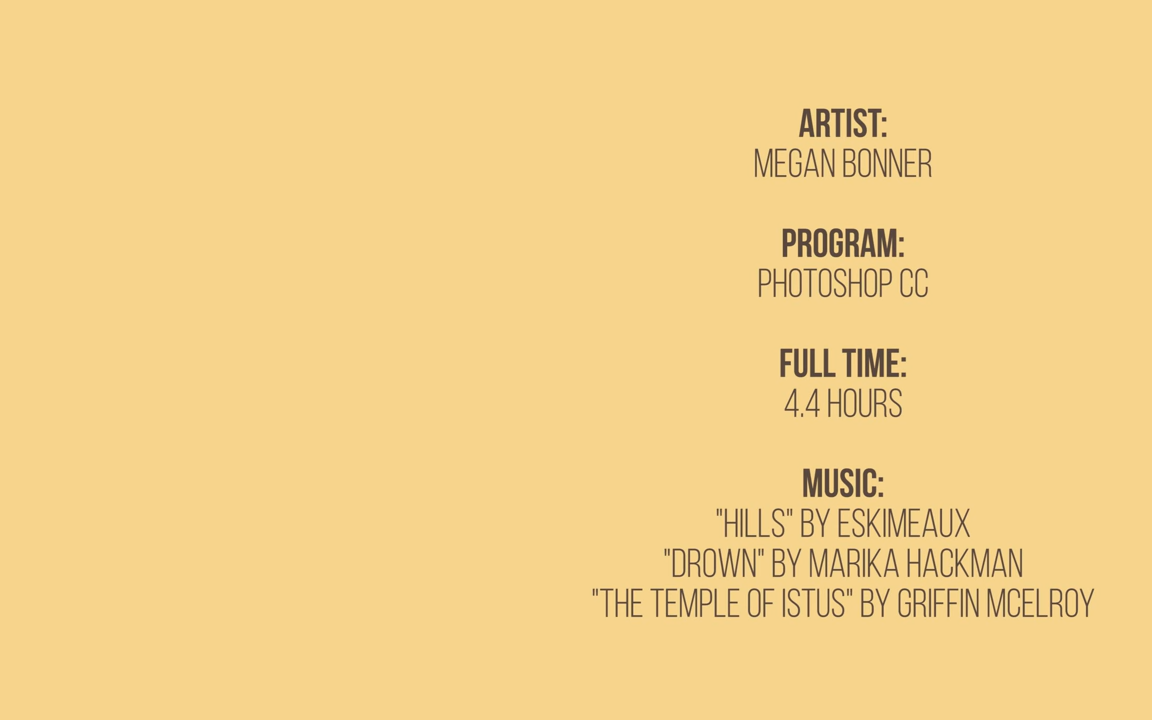 ARTIST:
MEGAN BONNER
PROGRAM:
PHOTOSHOP CC
FULL TIME:
4.4 HOURS
MUSIC:
"HILLS" BY ESKIMEAUX
"DROWN" BY MARIKA HACKMAN
"THE TEMPLE OF ISTUS" BY GRIFFIN MCELROY